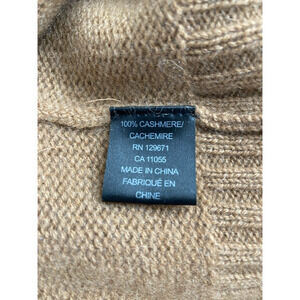 100% CASHMERE/
CACHEMIRE
RN 129671
CA 11055
MADE IN CHINA
FABRIQUÉ EN
CHINE